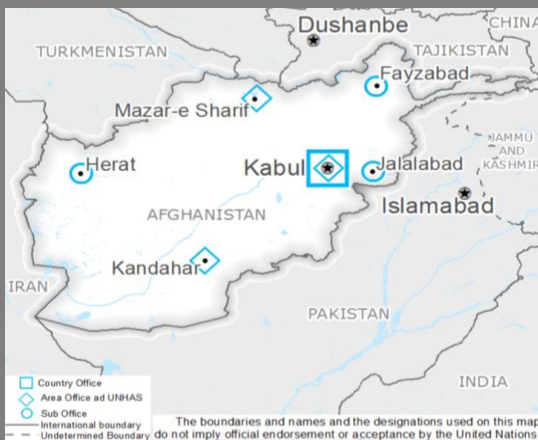 Dushanbe
CHINA
TURKMENISTAN
TAJIKISTAN
Fayzabad
Mazar-e Sharif
JAMMU
AND
KASHMIR
Herat
Kabul
Jalalabad
Islamabad
AFGHANISTAN
Kandahar
IRAN
PAKISTAN
INDIA
Country Office
Area Office ad UNHAS
Sub Office
International boundary
Undetermined Boundary
The boundaries and names and the designations used on this map
do not imply official endorsement or acceptance by the United Nations.